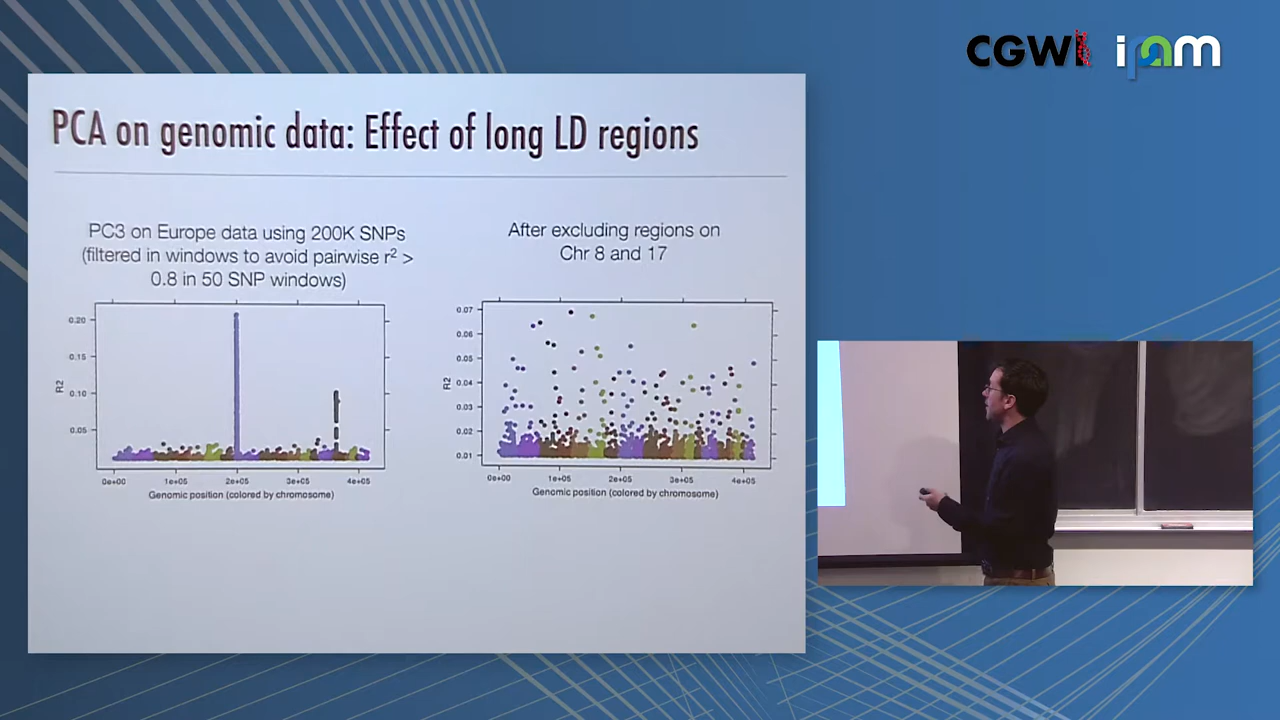 CGWI ipam
PCA on genomic data: Effect of long LD regions
PC3 on Europe data using 200K SNPs
(filtered in windows to avoid pairwise r² >
0.8 in 50 SNP windows)
After excluding regions on
Chr 8 and 17
0.20
0.15
0.10
0.05
R2
0e+00 1e+05 2e+05 3e+05 4e+05
Genomic position (colored by chromosome)
0.07
0.06
0.05
0.04
0.03
0.02
0.01
R2
0e+00 1e+05 2e+05 3e+05 4e+05
Genomic position (colored by chromosome)